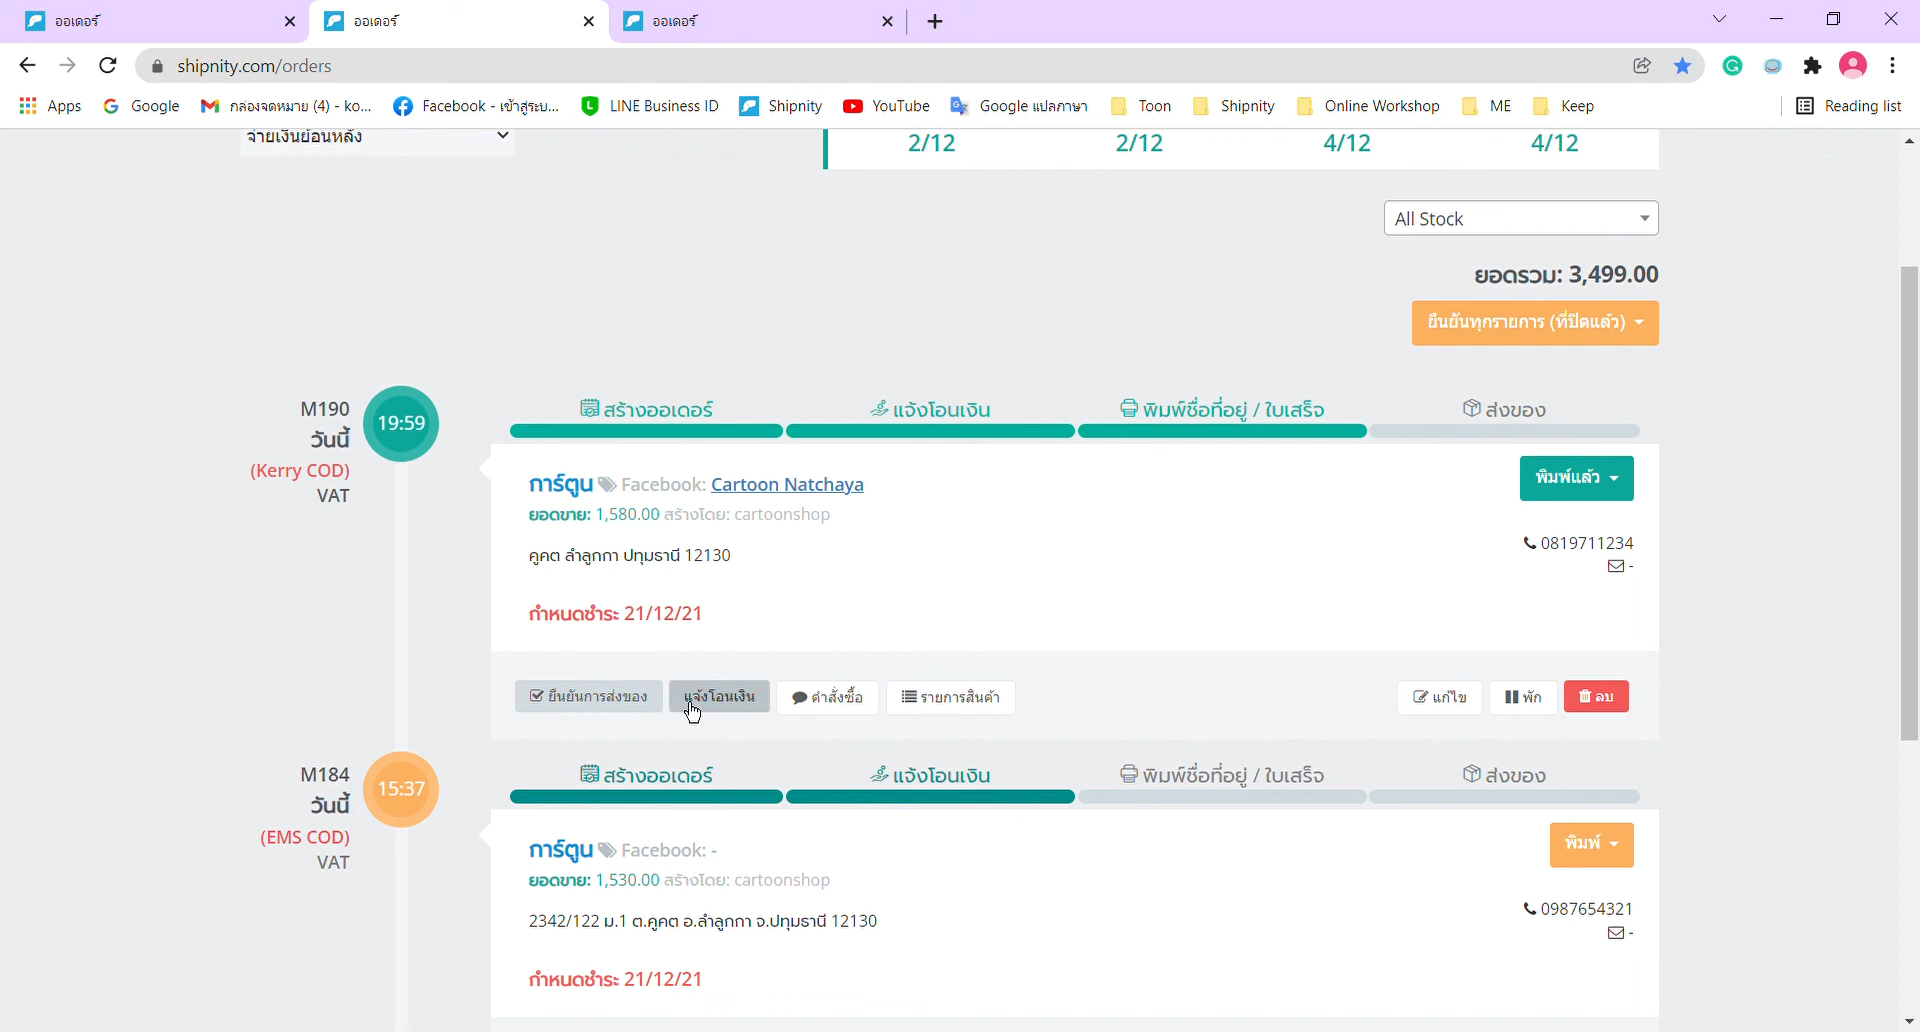 ออเดอร์
ออเดอร์
ออเดอร์
shipnity.com/orders
Apps
Google
กล่องจดหมาย (4) - ko...
Facebook - เข้าสู่ระบ...
LINE Business ID
Shipnity
YouTube
Google แปลภาษา
Toon
Shipnity
Online Workshop
ME
Keep
Reading list
จ่ายเงินย้อนหลัง
2/12
2/12
4/12
4/12
All Stock
ยอดรวม: 3,499.00
ยืนยันทุกรายการ (ที่ปิดแล้ว)
M190
วันนี้
(Kerry COD)
VAT
19:59
สร้างออเดอร์
แจ้งโอนเงิน
พิมพ์ชื่อที่อยู่ / ใบเสร็จ
ส่งของ
การ์ตูน Facebook: Cartoon Natchaya
ยอดขาย: 1,580.00 สร้างโดย: cartoonshop
คูคต ลำลูกกา ปทุมธานี 12130
กำหนดชำระ 21/12/21
พิมพ์แล้ว
0819711234
-
ยืนยันการส่งของ
แจ้งโอนเงิน
คำสั่งซื้อ
รายการสินค้า
แก้ไข
พัก
ลบ
M184
วันนี้
(EMS COD)
VAT
15:37
สร้างออเดอร์
แจ้งโอนเงิน
พิมพ์ชื่อที่อยู่ / ใบเสร็จ
ส่งของ
การ์ตูน Facebook: -
ยอดขาย: 1,530.00 สร้างโดย: cartoonshop
2342/122 ม.1 ต.คูคต อ.ลำลูกกา จ.ปทุมธานี 12130
กำหนดชำระ 21/12/21
พิมพ์
0987654321
-